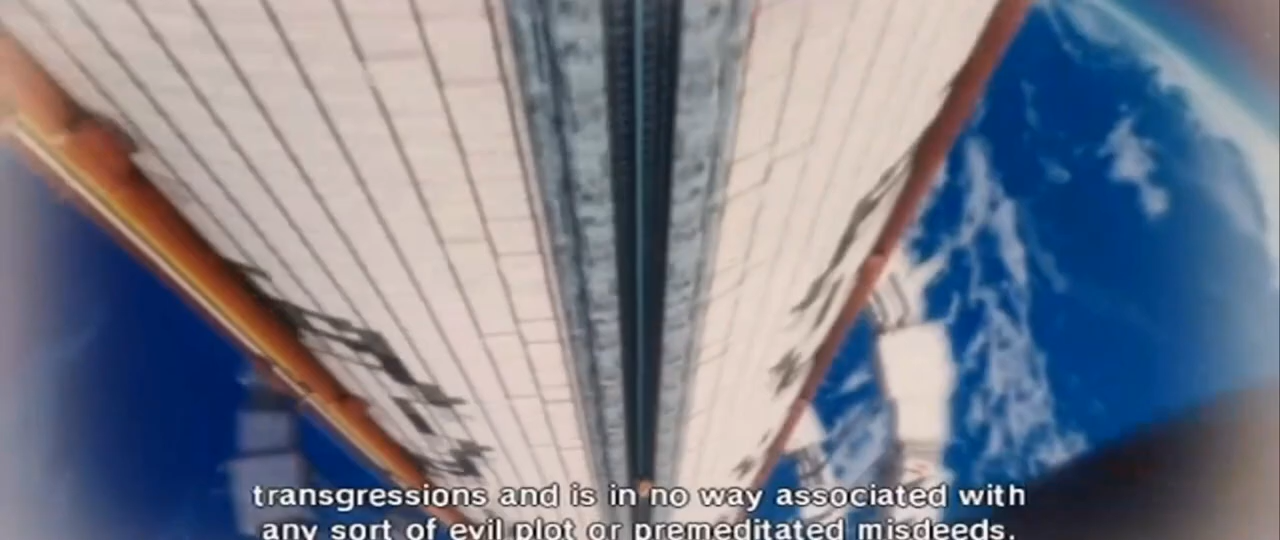 transgressions and is in no way associated with
any sort of evil plot or premeditated misdeeds.